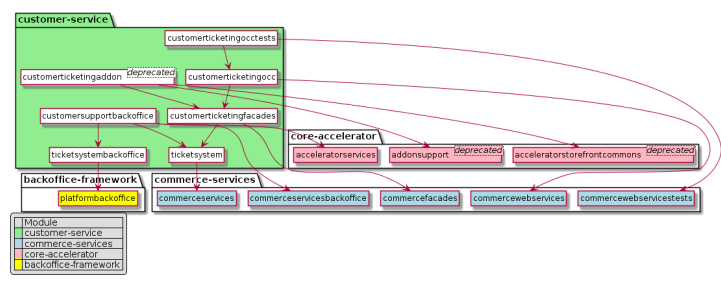 customer-service
customerticketingocctests
customerticketingaddon deprecated
customerticketingocc
customersupportbackoffice
customerticketingfacades
core-accelerator
ticketsystembackoffice
ticketsystem
acceleratorservices
addonsupport deprecated
acceleratorstorefrontcommons deprecated
backoffice-framework
commerce-services
platformbackoffice
commerceservices
commerceservicesbackoffice
commercefacades
commercewebservices
commercewebservicestests
Module
customer-service
commerce-services
core-accelerator
backoffice-framework